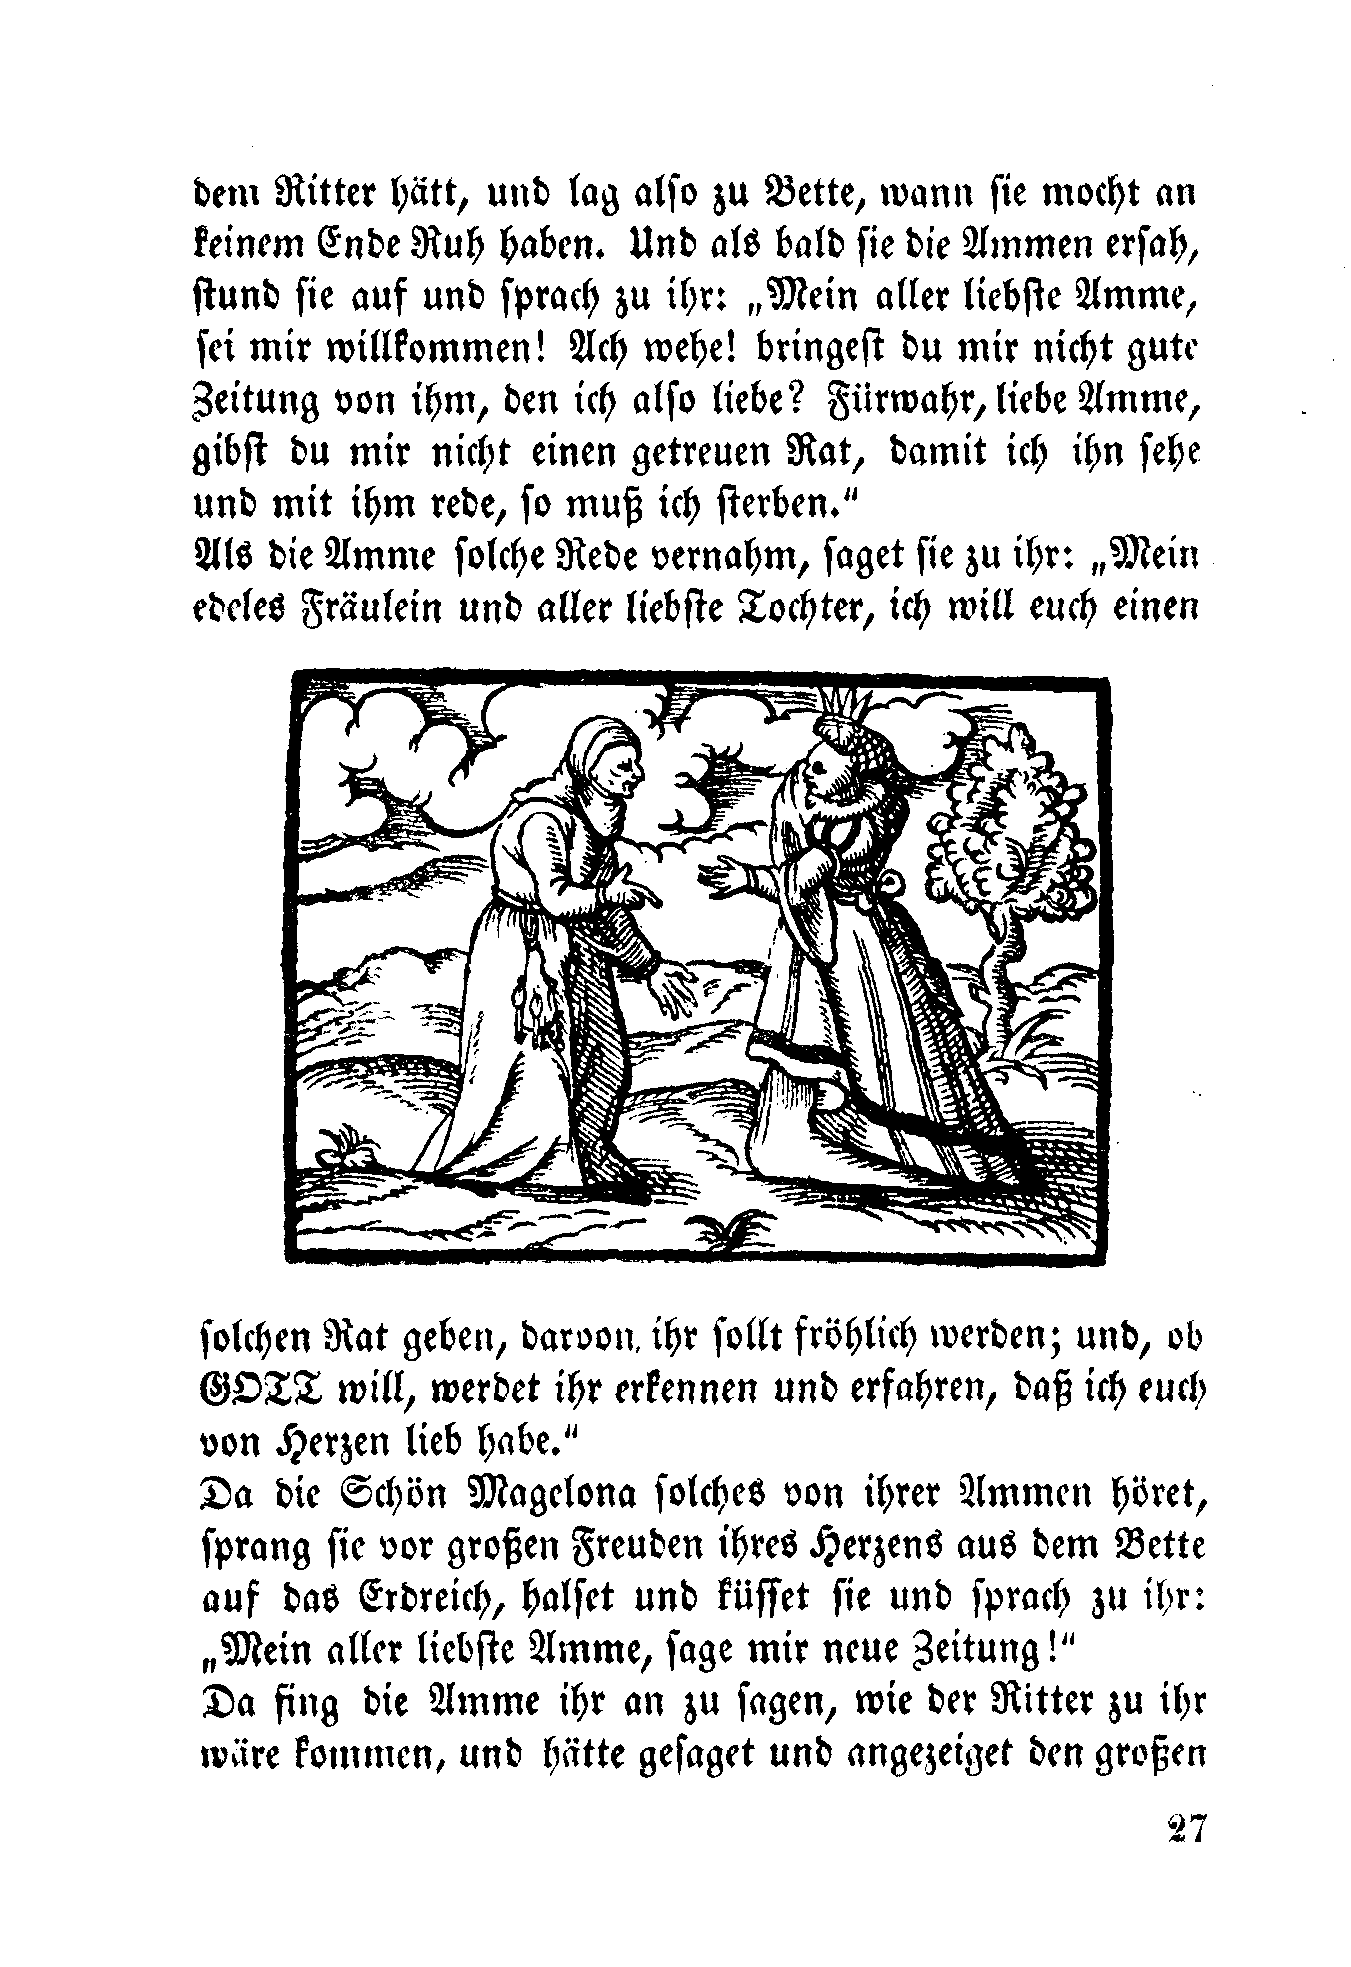 dem Ritter hätt, und lag also zu Bette, wann sie mocht an
keinem Ende Ruh haben. Und als bald sie die Ammen ersah,
stund sie auf und sprach zu ihr: „Mein aller liebste Amme,
sei mir willkommen! Ach wehe! bringest du mir nicht gute
Zeitung von ihm, den ich also liebe? Fürwahr, liebe Amme,
gibst du mir nicht einen getreuen Rat, damit ich ihn sehe
und mit ihm rede, so muß ich sterben.“
Als die Amme solche Rede vernahm, saget sie zu ihr: „Mein
edeles Fräulein und aller liebste Tochter, ich will euch einen
solchen Rat geben, darvon, ihr sollt fröhlich werden; und, ob
GOTT will, werdet ihr erkennen und erfahren, daß ich euch
von Herzen lieb habe.“
Da die Schön Magelona solches von ihrer Ammen höret,
sprang sie vor großen Freuden ihres Herzens aus dem Bette
auf das Erdreich, halset und küsset sie und sprach zu ihr:
„Mein aller liebste Amme, sage mir neue Zeitung!“
Da fing die Amme ihr an zu sagen, wie der Ritter zu ihr
wäre kommen, und hätte gesaget und angezeiget den großen
27